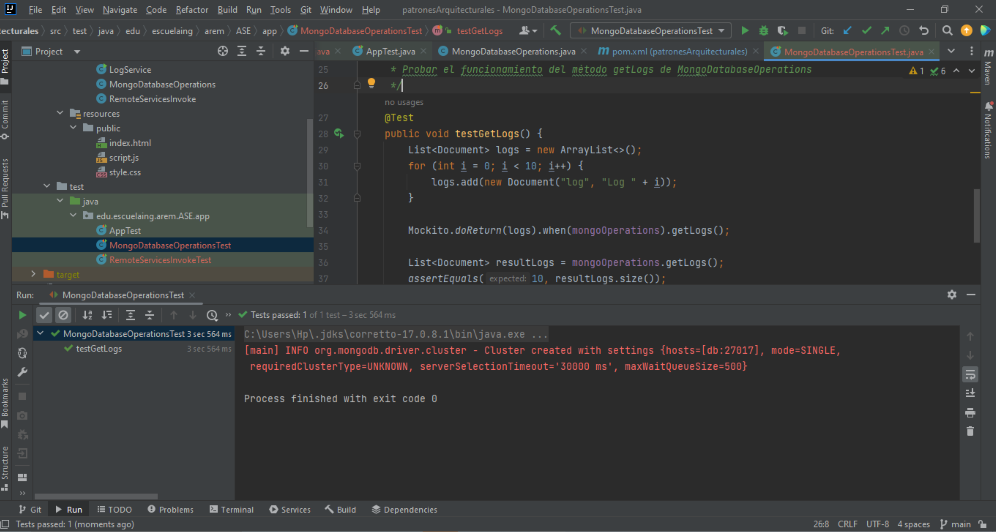 File Edit View Navigate Code Refactor Build Run Tools Git Window Help patronesArquitecturales - MongoDatabaseOperationsTest.java
cturales src test java edu escuelaing arem ASE app MongoDatabaseOperationsTest testGetLogs MongoDatabaseOperationsTest Git:
Project .java AppTest.java MongoDatabaseOperations.java pom.xml (patronesArquitecturales) MongoDatabaseOperationsTest.java
LogService
MongoDatabaseOperations
RemoteServicesInvoke
resources
public
index.html
script.js
style.css
test
java
edu.escuelaing.arem.ASE.app
AppTest
MongoDatabaseOperationsTest
RemoteServicesInvokeTest
target
25 * Probar el funcionamiento del método getLogs de MongoDatabaseOperations
1 6
26 */
no usages
27 @Test
28 public void testGetLogs() {
29 List<Document> logs = new ArrayList<>();
30 for (int i = 0; i < 10; i++) {
31 logs.add(new Document("log", "Log " + i));
32 }
33
34 Mockito.doReturn(logs).when(mongoOperations).getLogs();
35
36 List<Document> resultLogs = mongoOperations.getLogs();
37 assertEquals( expected: 10, resultLogs.size());
Project
Commit
Pull Requests
Bookmarks
Structure
Maven
Notifications
Run: MongoDatabaseOperationsTest
Tests passed: 1 of 1 test – 3 sec 564 ms
MongoDatabaseOperationsTest 3 sec 564 ms
testGetLogs 3 sec 564 ms
C:\Users\Hp\.jdks\corretto-17.0.8.1\bin\java.exe ...
[main] INFO org.mongodb.driver.cluster - Cluster created with settings {hosts=[db:27017], mode=SINGLE,
requiredClusterType=UNKNOWN, serverSelectionTimeout='30000 ms', maxWaitQueueSize=500}
Process finished with exit code 0
Git Run TODO Problems Terminal Services Build Dependencies
Tests passed: 1 (moments ago) 26:8 CRLF UTF-8 4 spaces main